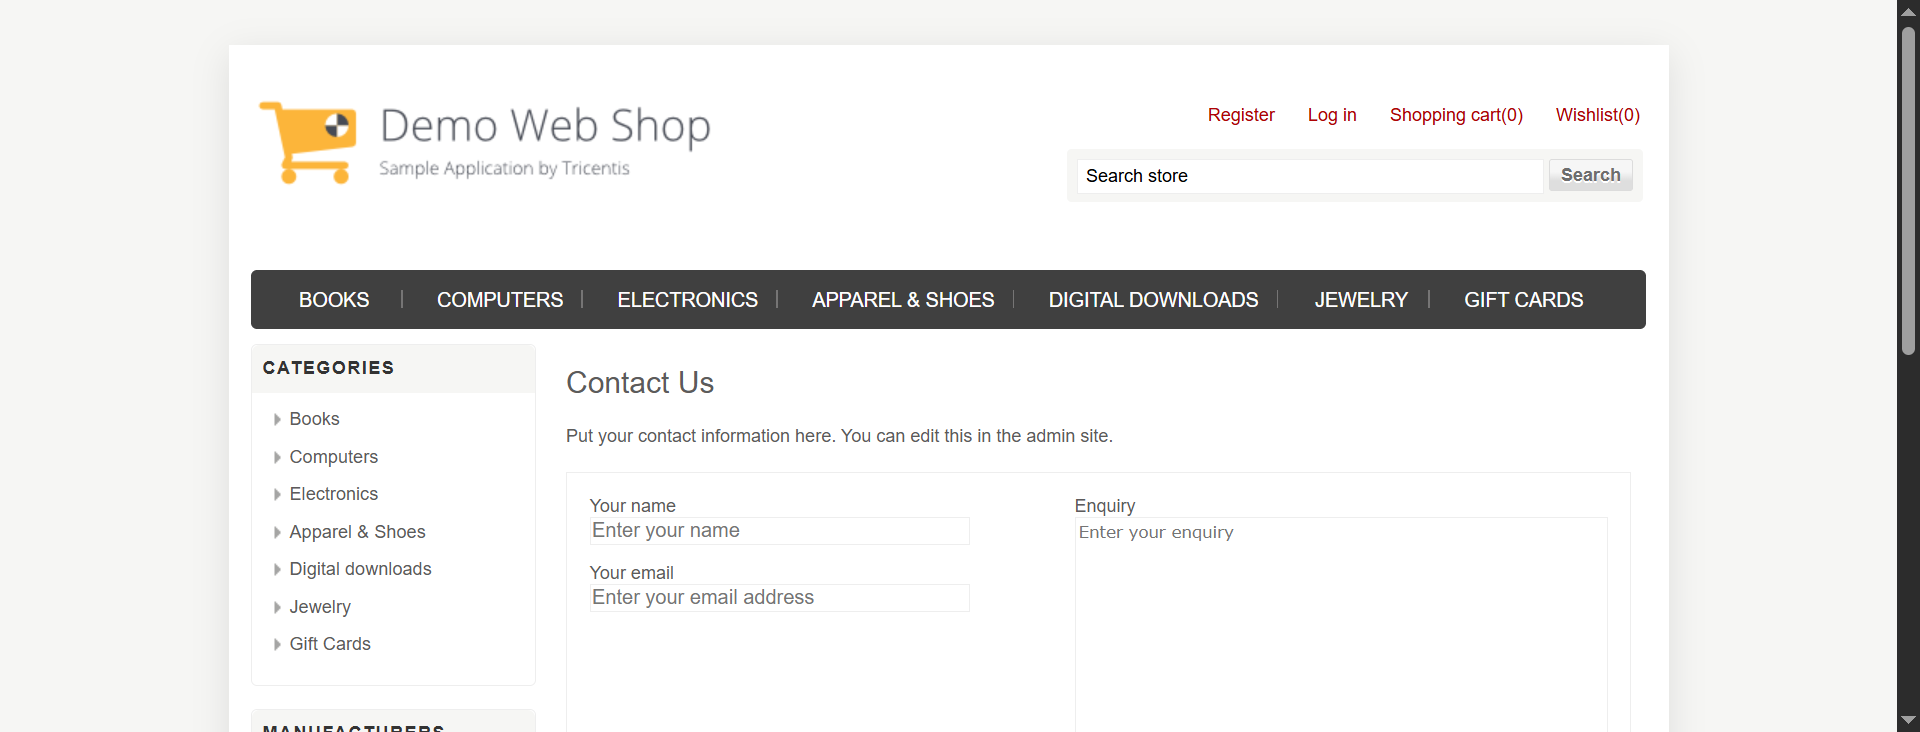 Demo Web Shop
Sample Application by Tricentis
Register Log in Shopping cart(0) Wishlist(0)
Search store Search
BOOKS COMPUTERS ELECTRONICS APPAREL & SHOES DIGITAL DOWNLOADS JEWELRY GIFT CARDS
CATEGORIES
Books
Computers
Electronics
Apparel & Shoes
Digital downloads
Jewelry
Gift Cards
MANUFACTURERS
Contact Us
Put your contact information here. You can edit this in the admin site.
Your name
Enter your name
Your email
Enter your email address
Enquiry
Enter your enquiry